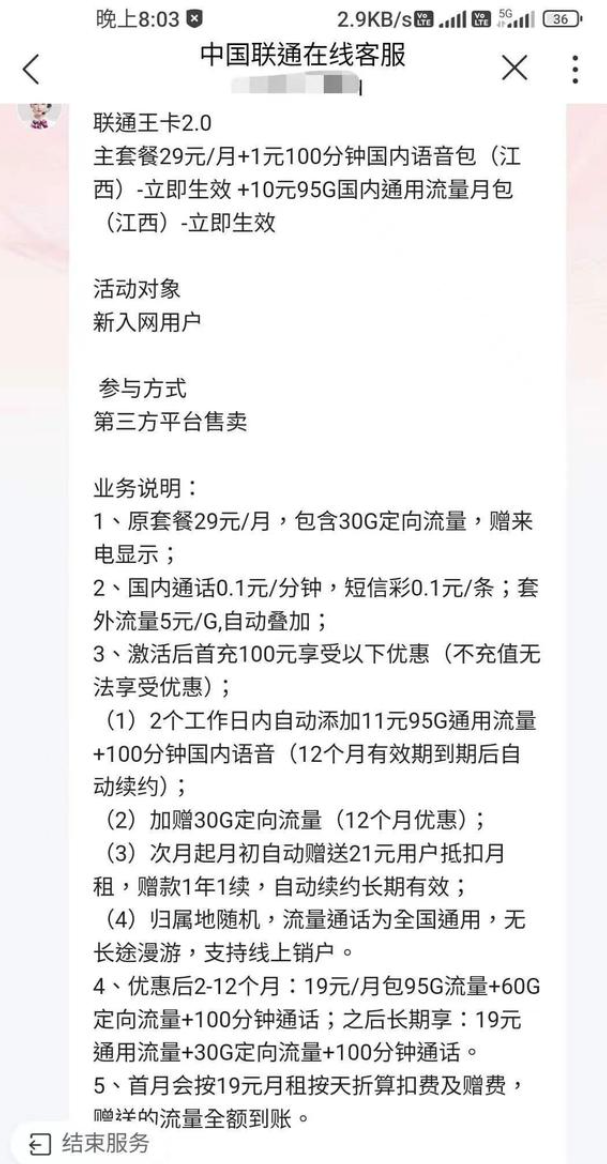 晚上8:03
2.9KB/s
5G
36
中国联通在线客服
联通王卡2.0
主套餐29元/月+1元100分钟国内语音包（江
西）-立即生效 +10元95G国内通用流量月包
（江西）-立即生效
活动对象
新入网用户
参与方式
第三方平台售卖
业务说明：
1、原套餐29元/月，包含30G定向流量，赠来
电显示；
2、国内通话0.1元/分钟，短信彩0.1元/条；套
外流量5元/G,自动叠加；
3、激活后首充100元享受以下优惠（不充值无
法享受优惠）；
（1）2个工作日内自动添加11元95G通用流量
+100分钟国内语音（12个月有效期到期后自
动续约）；
（2）加赠30G定向流量（12个月优惠）；
（3）次月起月初自动赠送21元用户抵扣月
租，赠款1年1续，自动续约长期有效；
（4）归属地随机，流量通话为全国通用，无
长途漫游，支持线上销户。
4、优惠后2-12个月：19元/月包95G流量+60G
定向流量+100分钟通话；之后长期享：19元
通用流量+30G定向流量+100分钟通话。
5、首月会按19元月租按天折算扣费及赠费，
赠送的流量全额到账。
结束服务